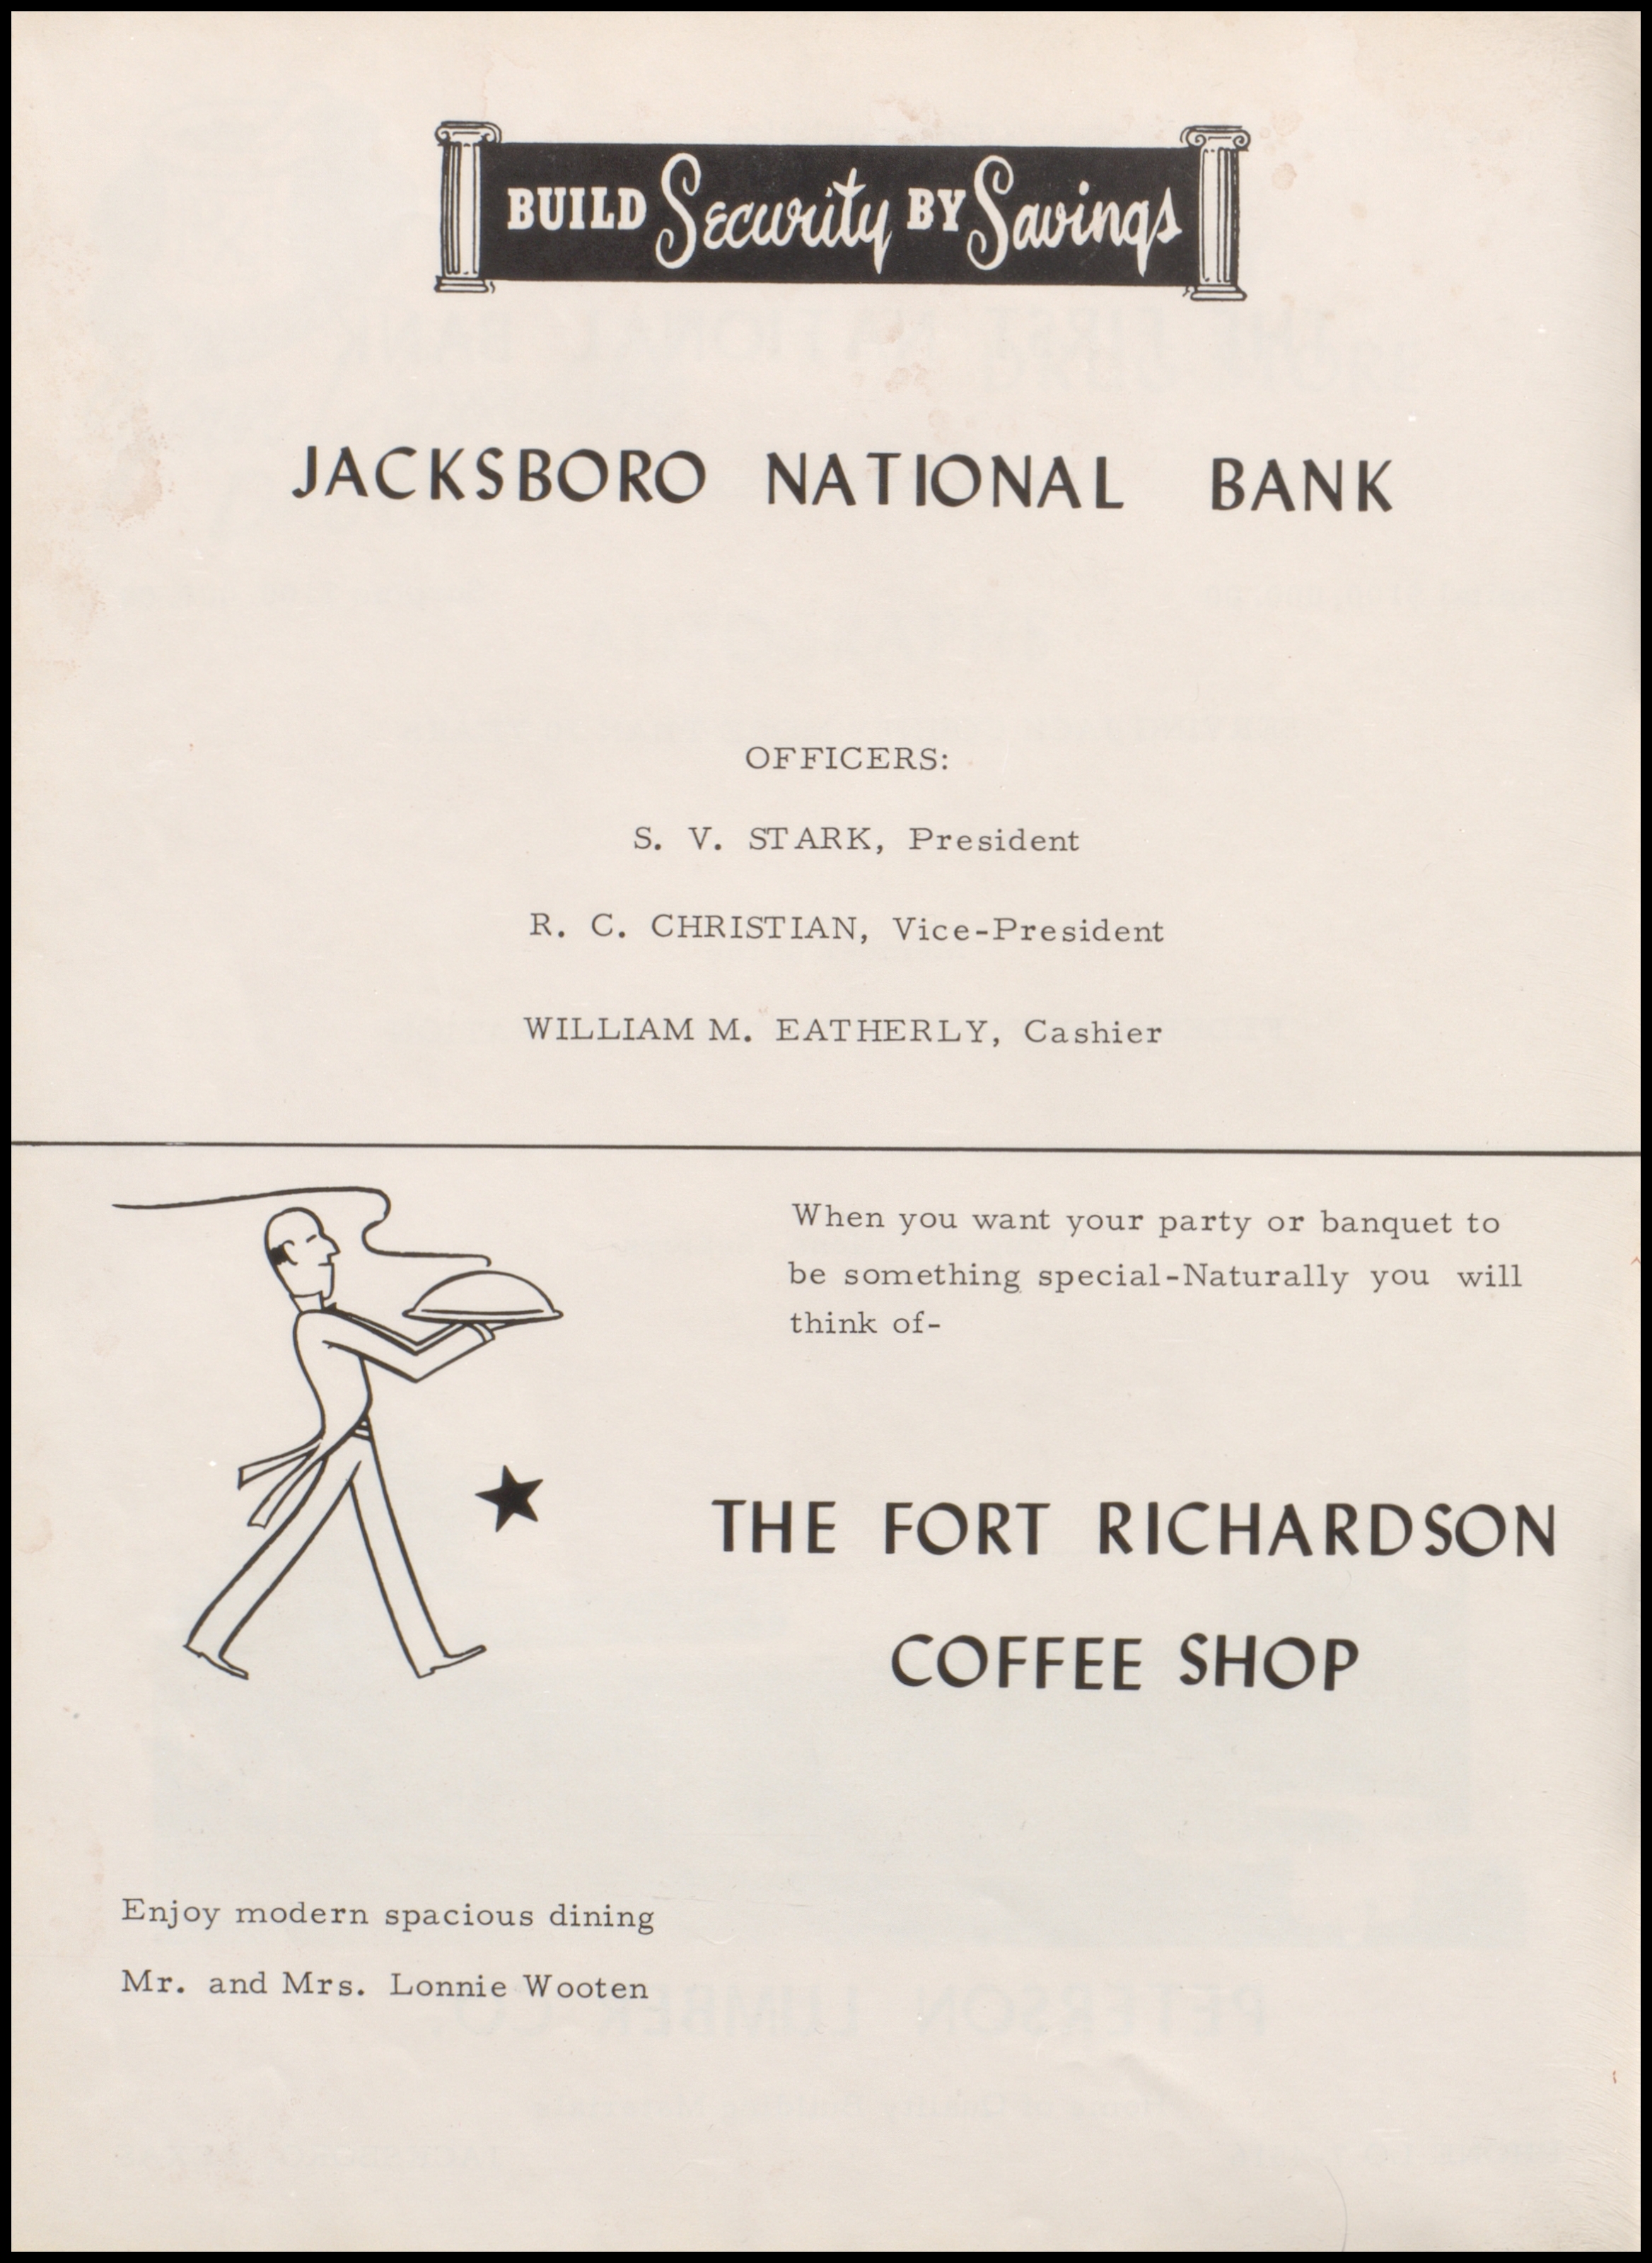 BUILD Security BY Savings
JACKSBORO NATIONAL BANK
OFFICERS:
S. V. STARK, President
R. C. CHRISTIAN, Vice-President
WILLIAM M. EATHERLY, Cashier
When you want your party or banquet to
be something special-Naturally you will
think of-
THE FORT RICHARDSON
COFFEE SHOP
Enjoy modern spacious dining
Mr. and Mrs. Lonnie Wooten